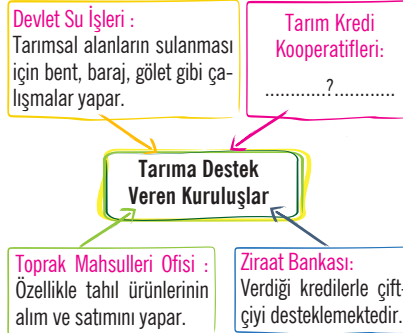 Devlet Su İşleri :
Tarımsal alanların sulanması
için bent, baraj, gölet gibi ça-
lışmalar yapar.
Tarım Kredi
Kooperatifleri:
............?............
Tarıma Destek
Veren Kuruluşlar
Toprak Mahsulleri Ofisi :
Özellikle tahıl ürünlerinin
alım ve satımını yapar.
Ziraat Bankası:
Verdiği kredilerle çift-
çiyi desteklemektedir.